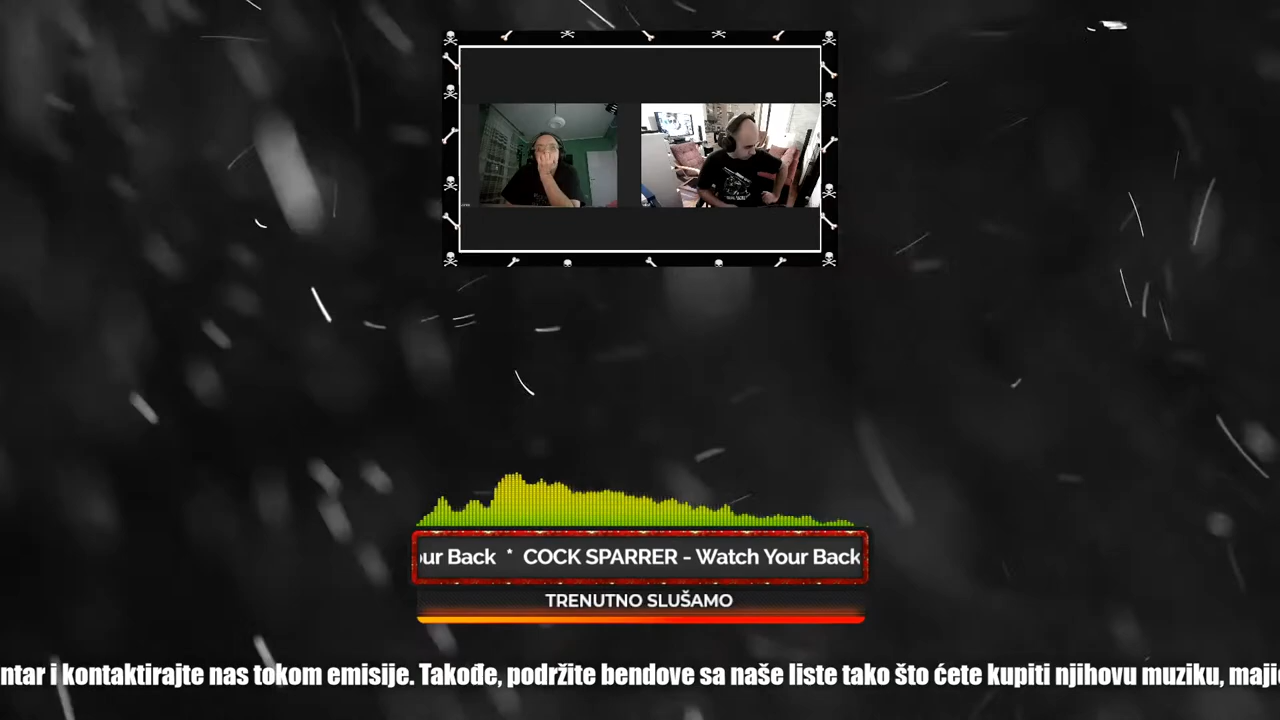 our Back * COCK SPARRER - Watch Your Back
TRENUTNO SLUŠAMO
ntar i kontaktirajte nas tokom emisije. Takođe, podržite bendove sa naše liste tako što ćete kupiti njihovu muziku, majic